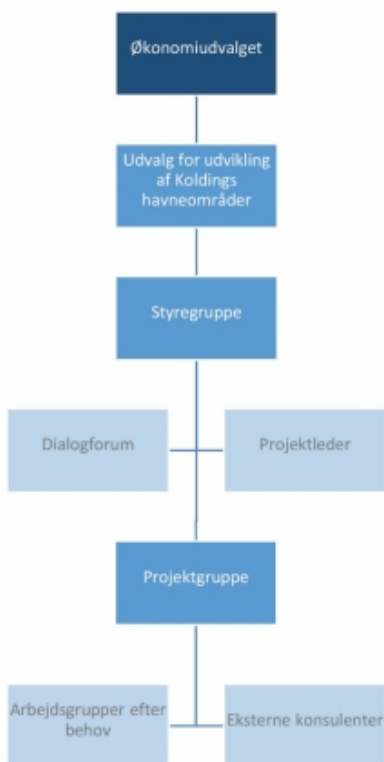 Økonomiudvalget
Udvalg for udvikling
af Koldings
havneområder
Styregruppe
Dialogforum
Projektleder
Projektgruppe
Arbejdsgrupper efter
behov
Eksterne konsulenter